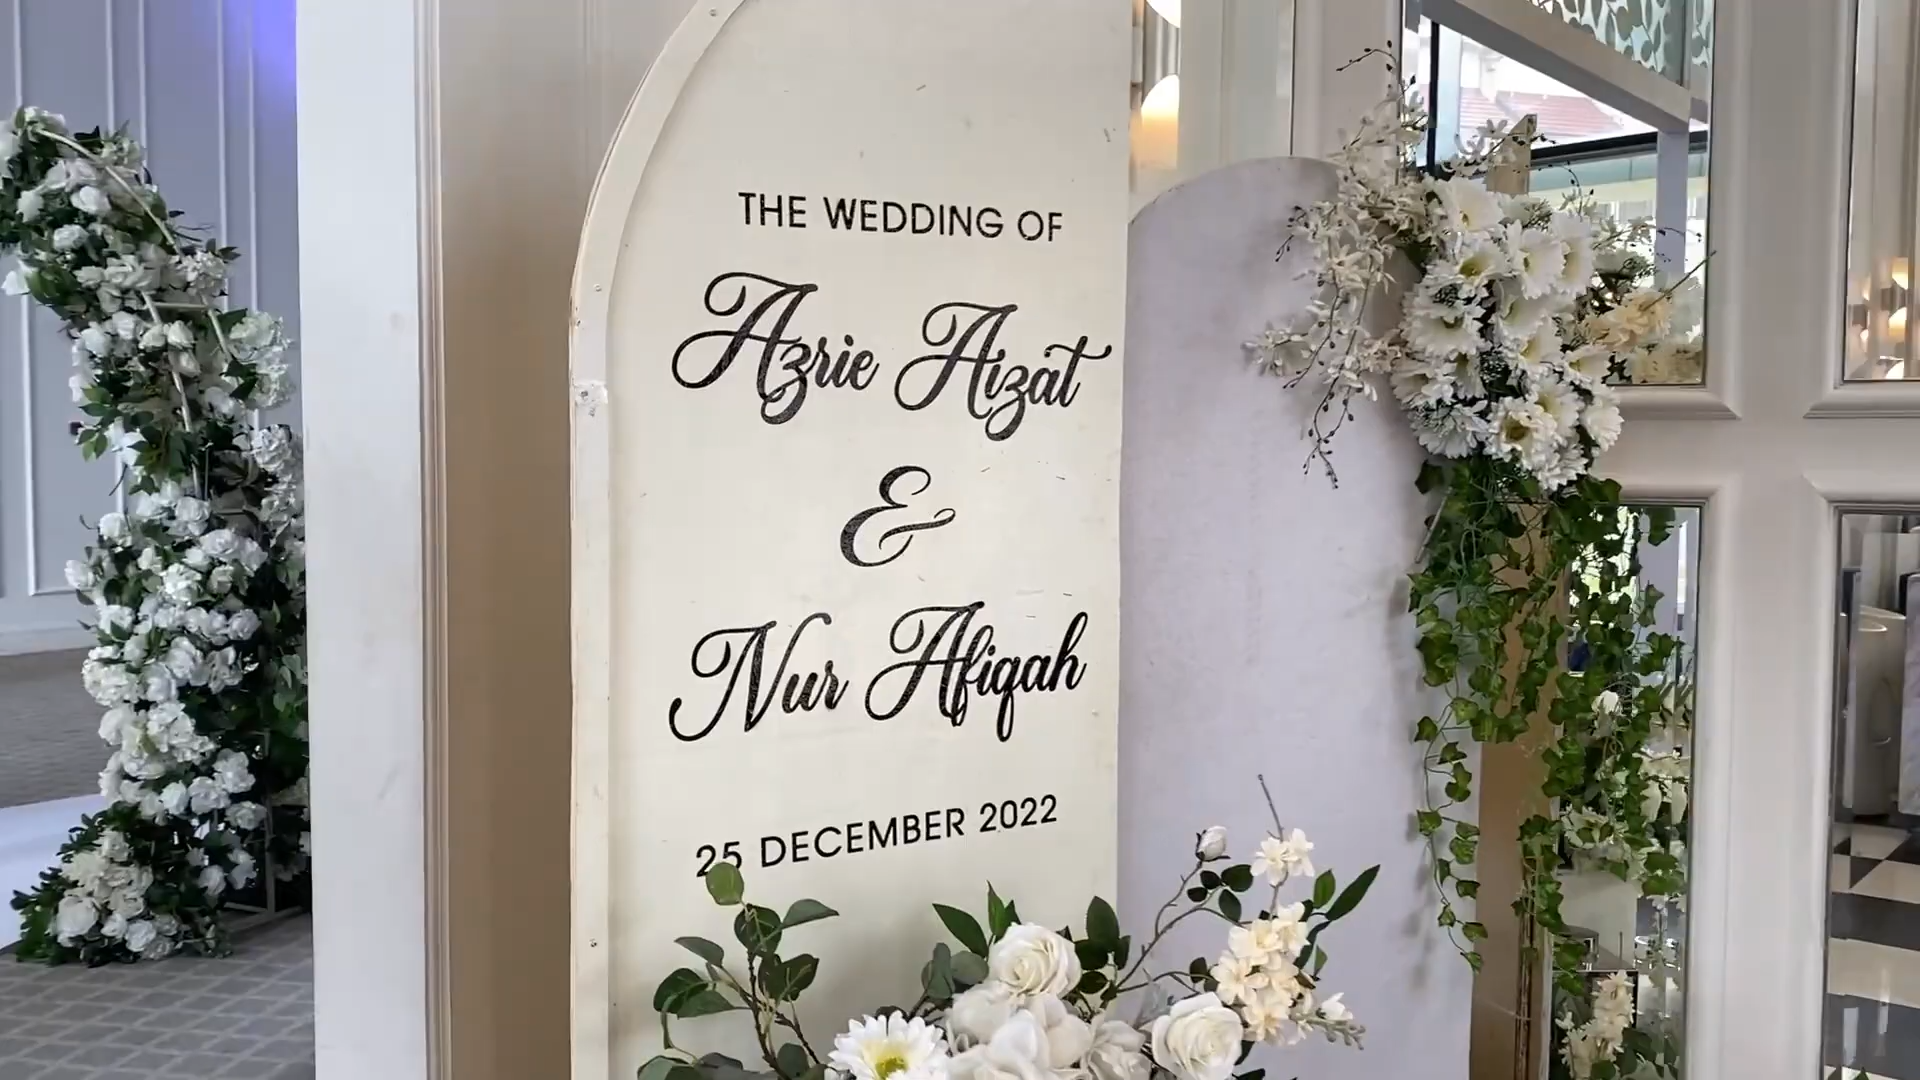 THE WEDDING OF
Azrie Aizat
&
Nur Afiqah
25 DECEMBER 2022